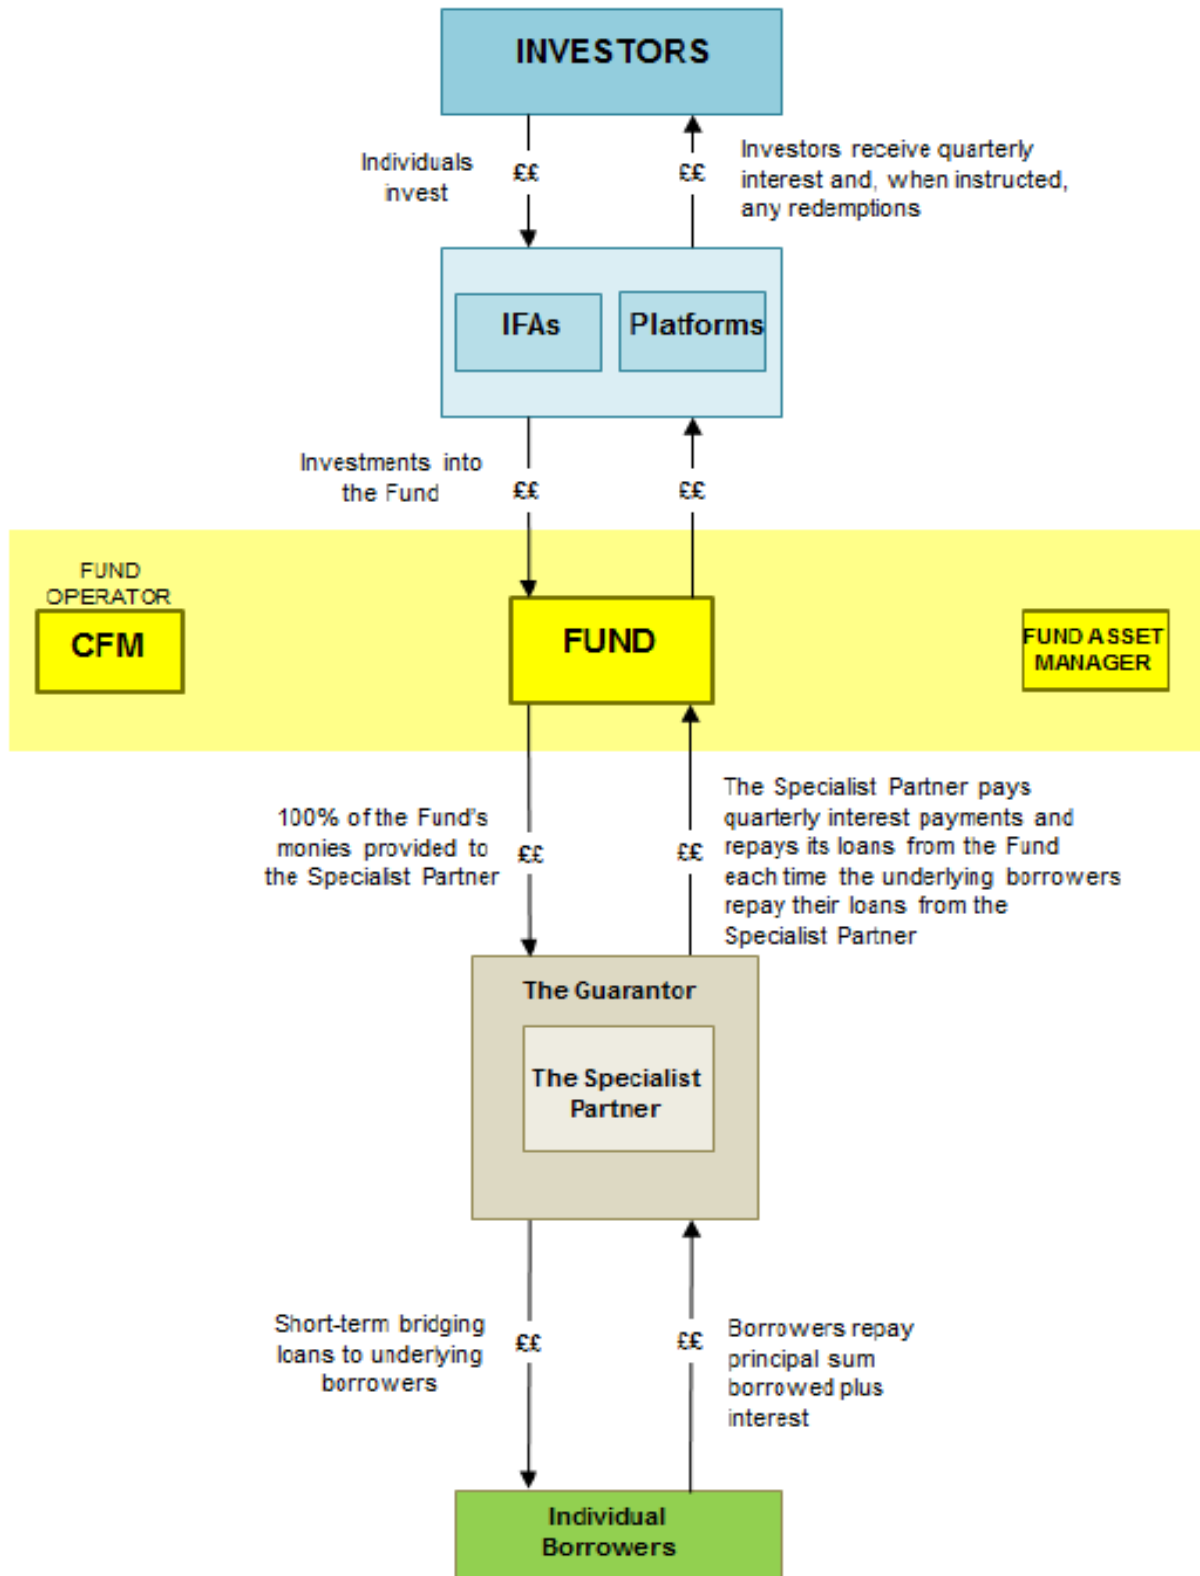 INVESTORS
Individuals
invest
££
££
Investors receive quarterly
interest and, when instructed,
any redemptions
IFAs
Platforms
Investments into
the Fund
££
££
FUND
OPERATOR
CFM
FUND
FUND ASSET
MANAGER
100% of the Fund's
monies provided to
the Specialist Partner
££
££
The Specialist Partner pays
quarterly interest payments and
repays its loans from the Fund
each time the underlying borrowers
repay their loans from the
Specialist Partner
The Guarantor
The Specialist
Partner
Short-term bridging
loans to underlying
borrowers
££
££
Borrowers repay
principal sum
borrowed plus
interest
Individual
Borrowers